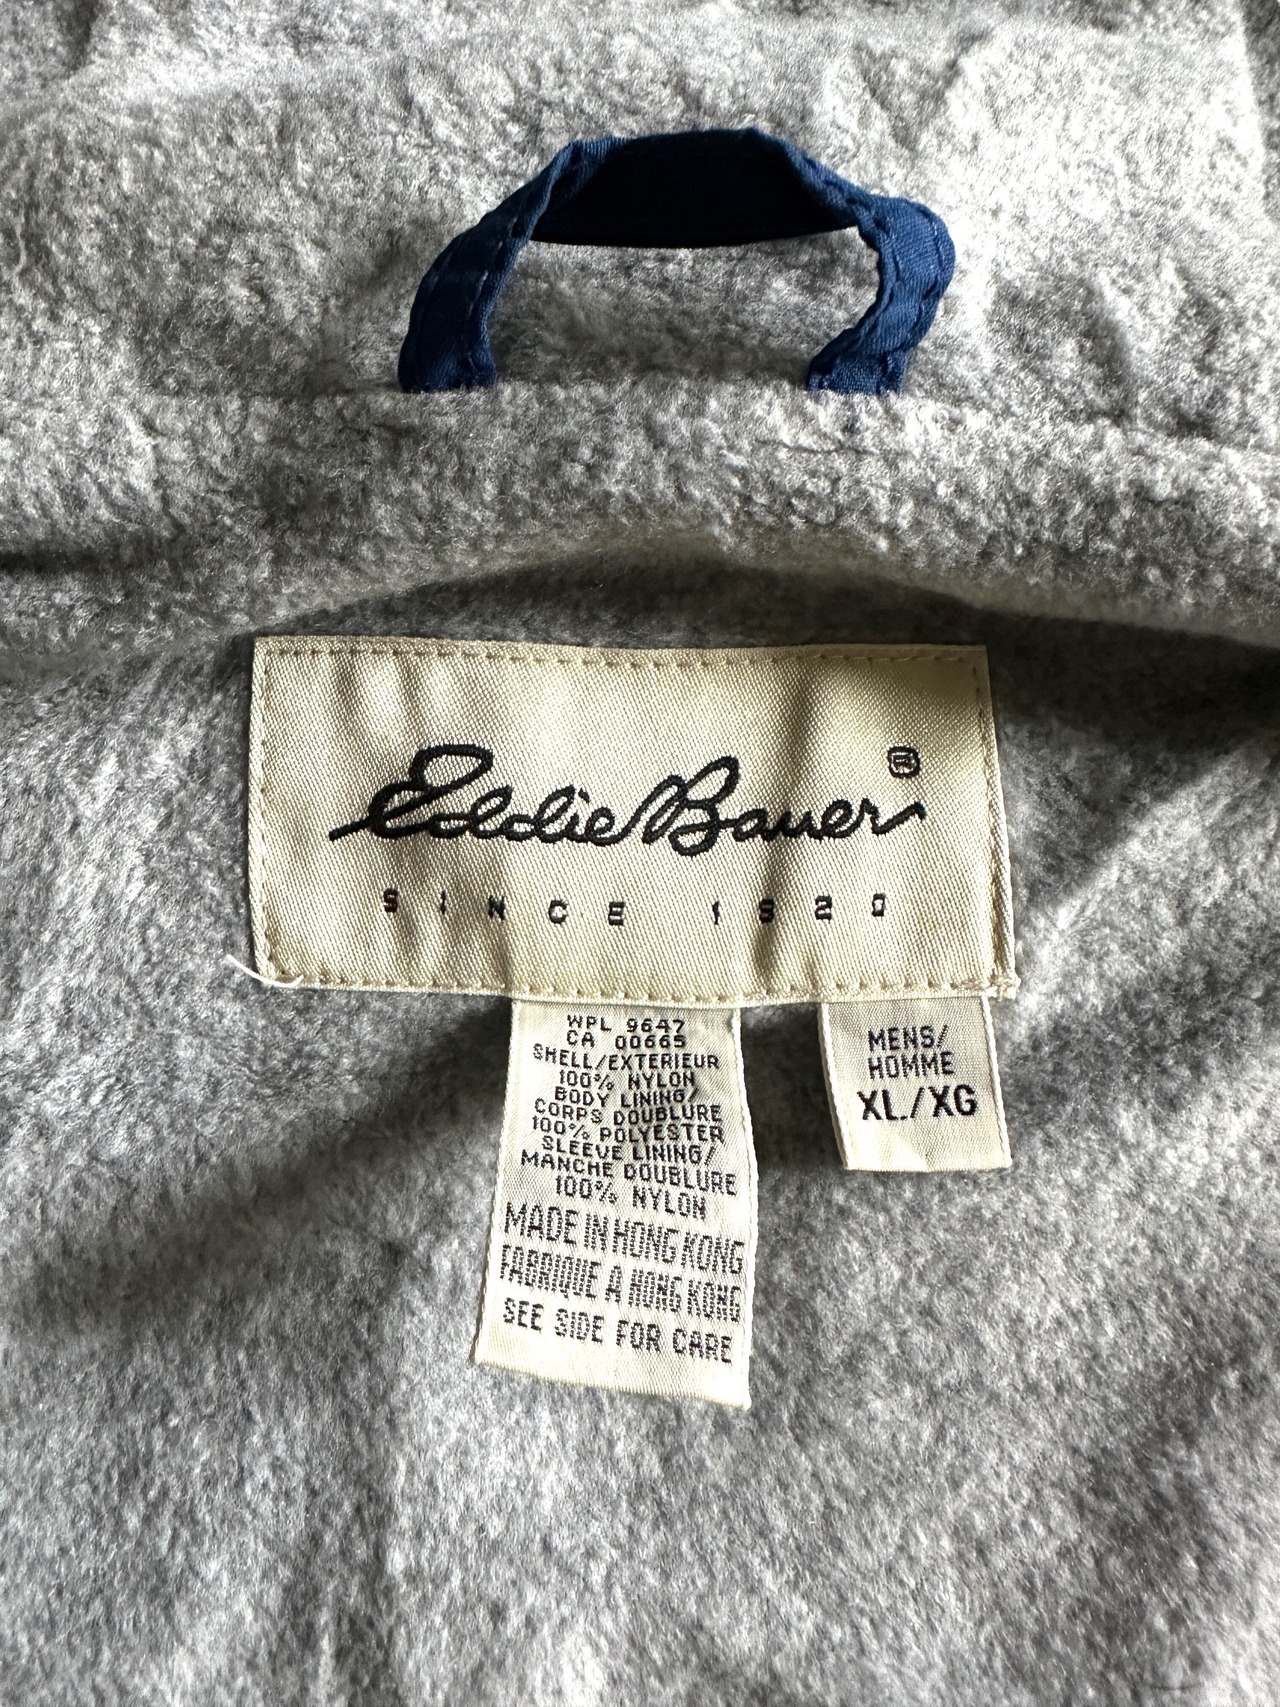 Eddie Bauer®
SINCE 1920
WPL 9647
CA 00665
SHELL/EXTERIEUR
100% NYLON
BODY LINING/
CORPS DOUBLURE
100% POLYESTER
SLEEVE LINING/
MANCHE DOUBLURE
100% NYLON
MADE IN HONG KONG
FABRIQUE A HONG KONG
SEE SIDE FOR CARE
MENS/
HOMME
XL/XG